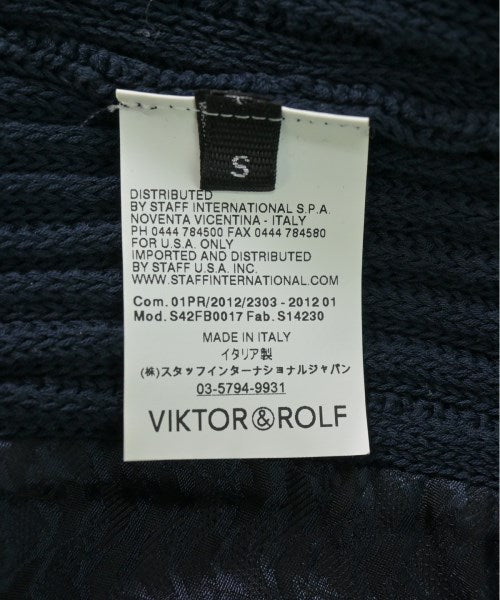 S
DISTRIBUTED
BY STAFF INTERNATIONAL S.P.A.
NOVENTA VICENTINA - ITALY
PH 0444 784500 FAX 0444 784580
FOR U.S.A. ONLY
IMPORTED AND DISTRIBUTED
BY STAFF U.S.A. INC.
WWW.STAFFINTERNATIONAL.COM
Com. 01PR/2012/2303 - 2012 01
Mod. S42FB0017 Fab. S14230
MADE IN ITALY
イタリア製
(株)スタッフインターナショナルジャパン
03-5794-9931
VIKTOR&ROLF